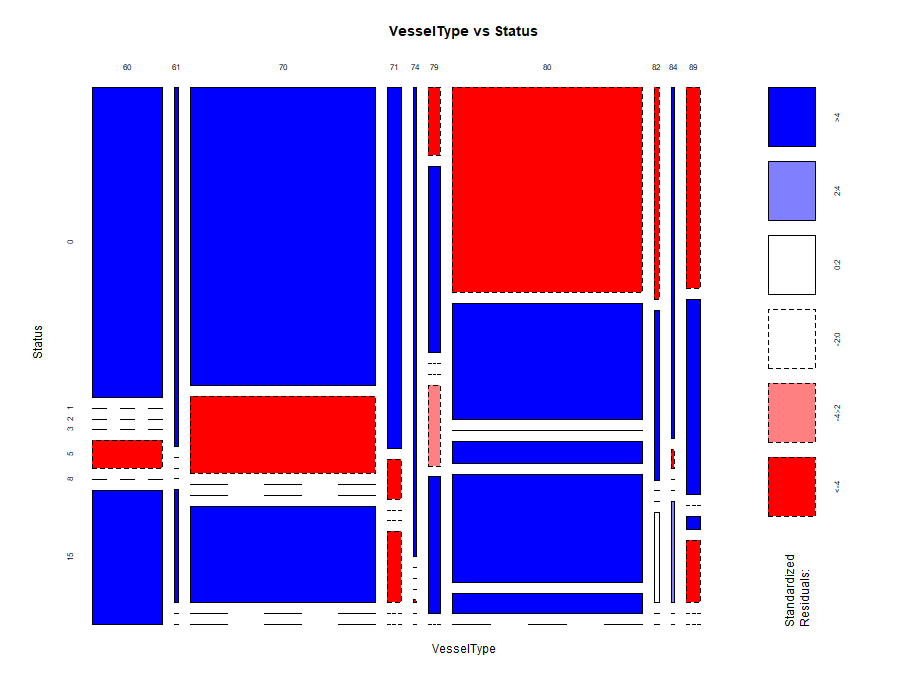 VesselType vs Status
60 61 70 71 74 79 80 82 84 89
0
1
2
3
5
8
15
Status
VesselType
>4
2:4
0:2
-2:0
-4:-2
<-4
Standardized
Residuals: